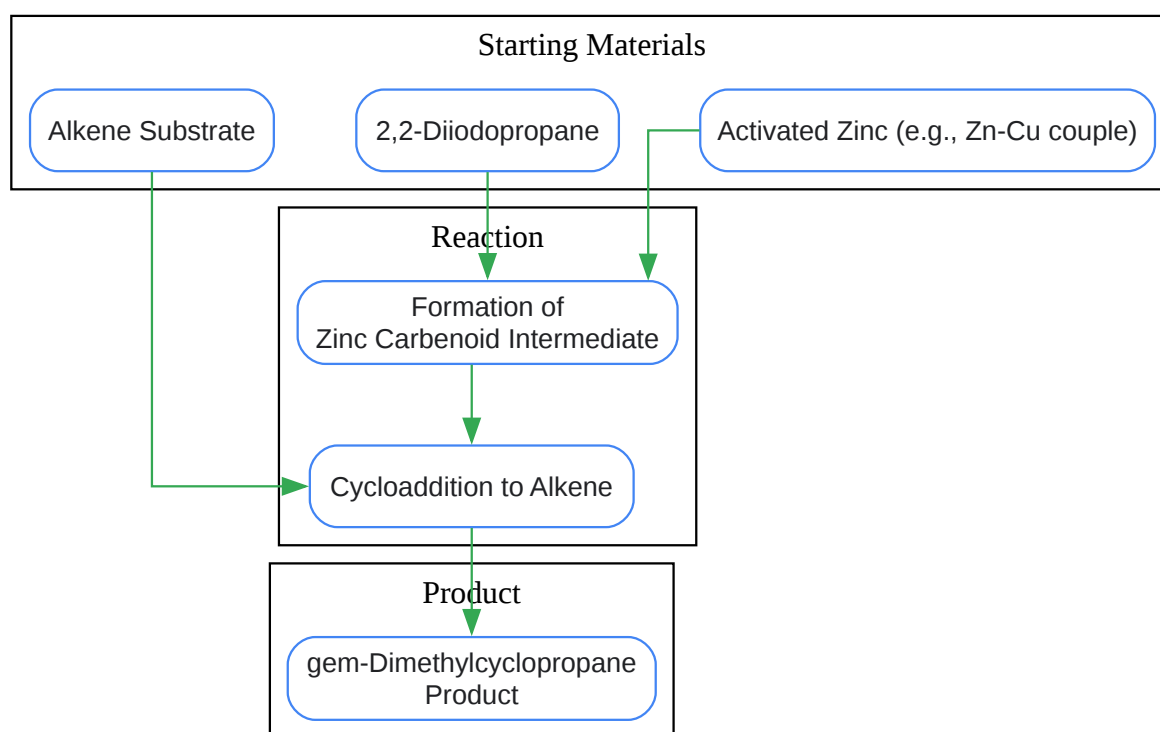 Starting Materials
Alkene Substrate
2,2-Diiodopropane
Activated Zinc (e.g., Zn-Cu couple)
Reaction
Formation of
Zinc Carbenoid Intermediate
Cycloaddition to Alkene
Product
gem-Dimethylcyclopropane
Product